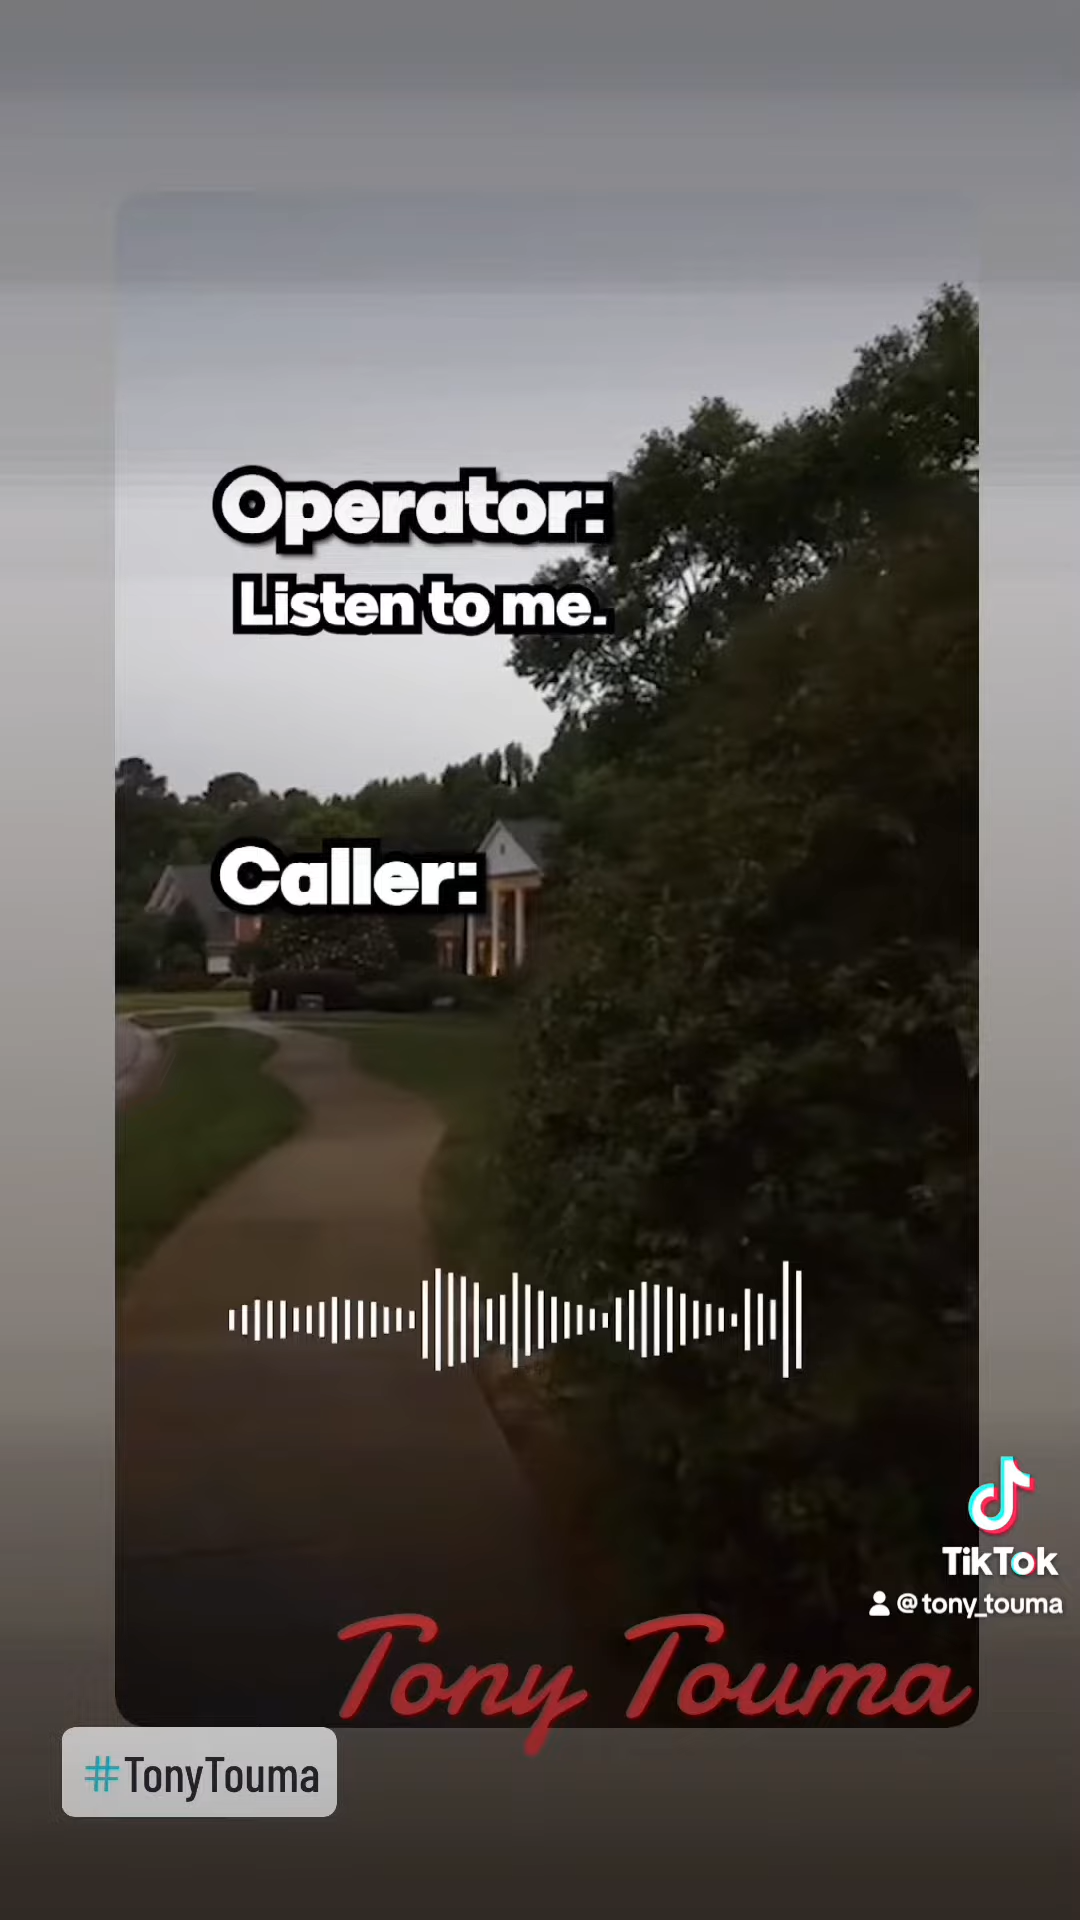 Operator:
Listen to me.
Caller:
TikTok
@tony_touma
Tony Touma
#TonyTouma